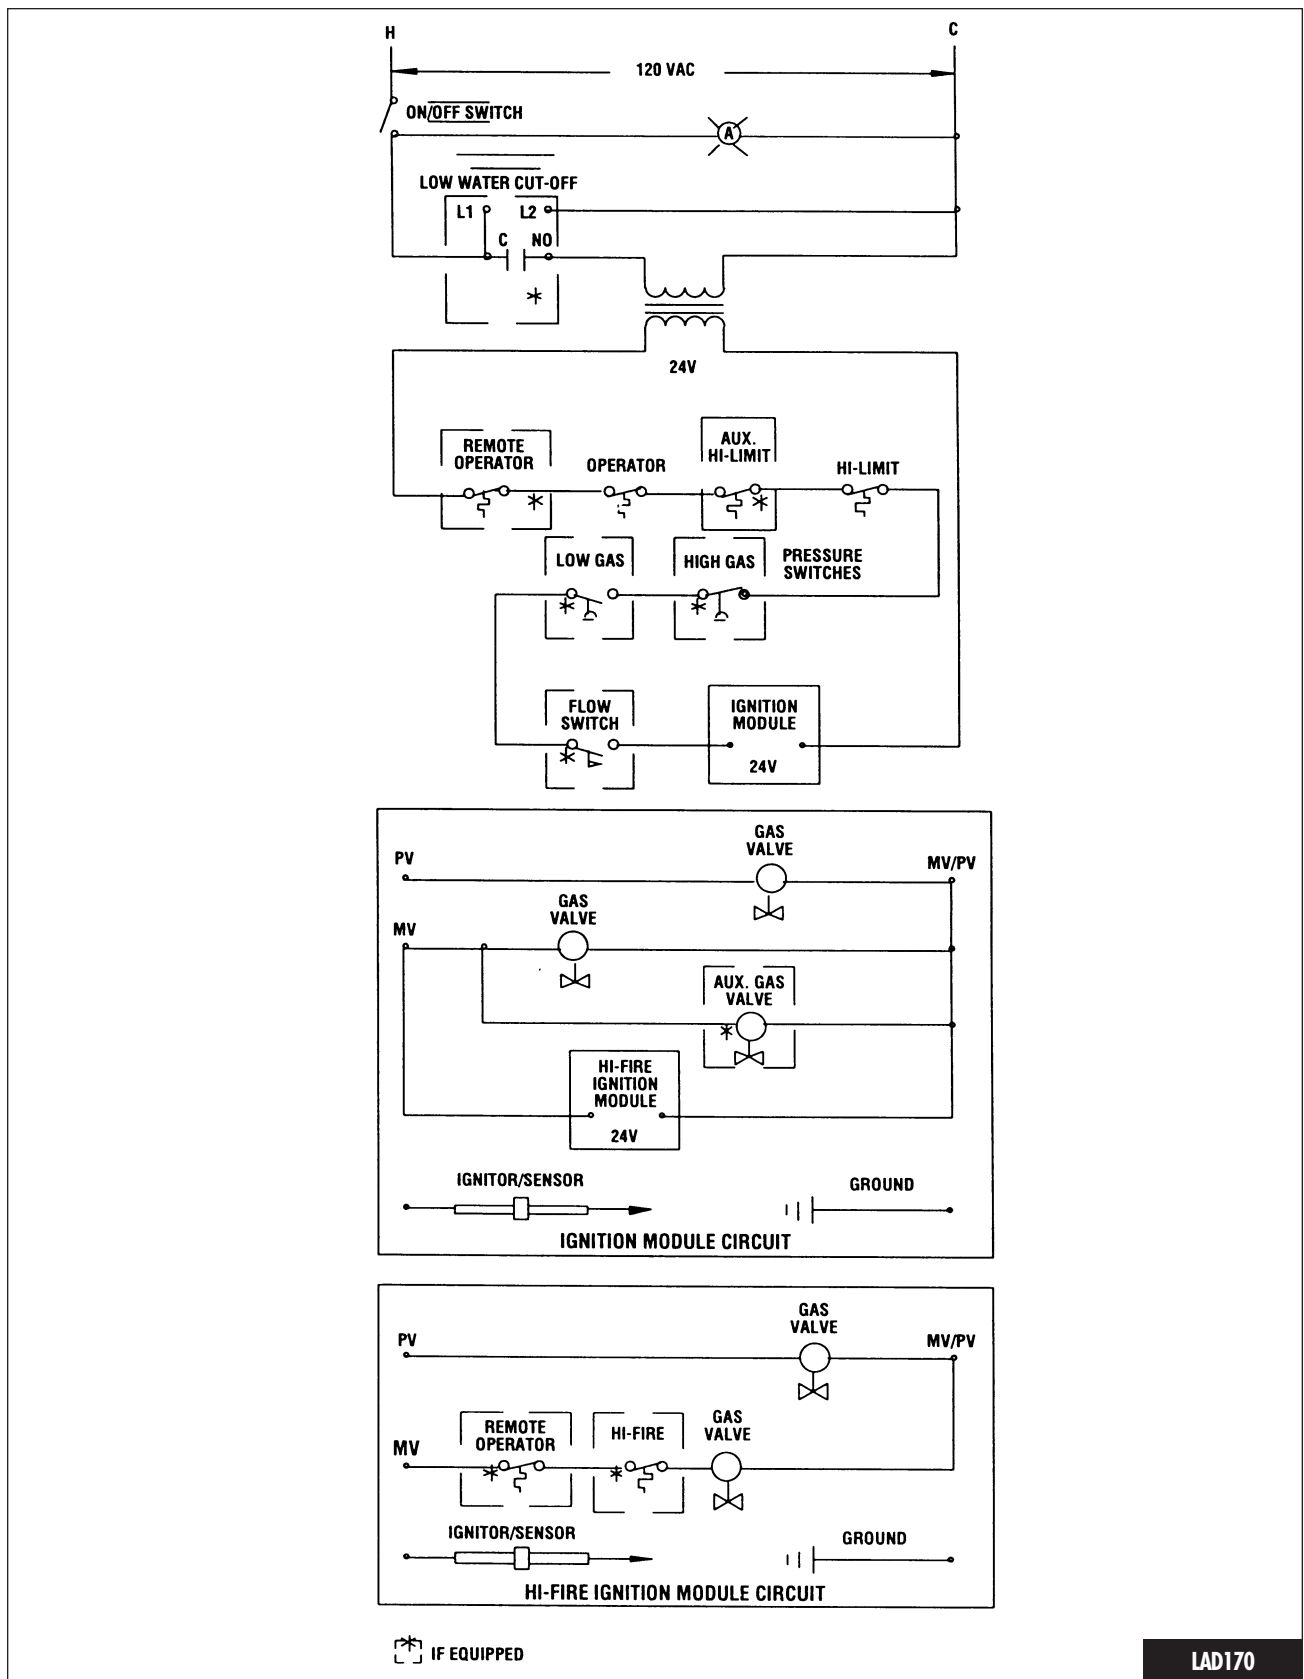 H
C
120 VAC
ON/OFF SWITCH
A
LOW WATER CUT-OFF
L1
L2
C
NO
24V
REMOTE
OPERATOR
OPERATOR
AUX.
HI-LIMIT
HI-LIMIT
LOW GAS
HIGH GAS
PRESSURE
SWITCHES
FLOW
SWITCH
IGNITION
MODULE
24V
PV
GAS
VALVE
MV/PV
MV
GAS
VALVE
AUX. GAS
VALVE
HI-FIRE
IGNITION
MODULE
24V
IGNITOR/SENSOR
GROUND
IGNITION MODULE CIRCUIT
PV
GAS
VALVE
MV/PV
MV
REMOTE
OPERATOR
HI-FIRE
GAS
VALVE
IGNITOR/SENSOR
GROUND
HI-FIRE IGNITION MODULE CIRCUIT
IF EQUIPPED
LAD170